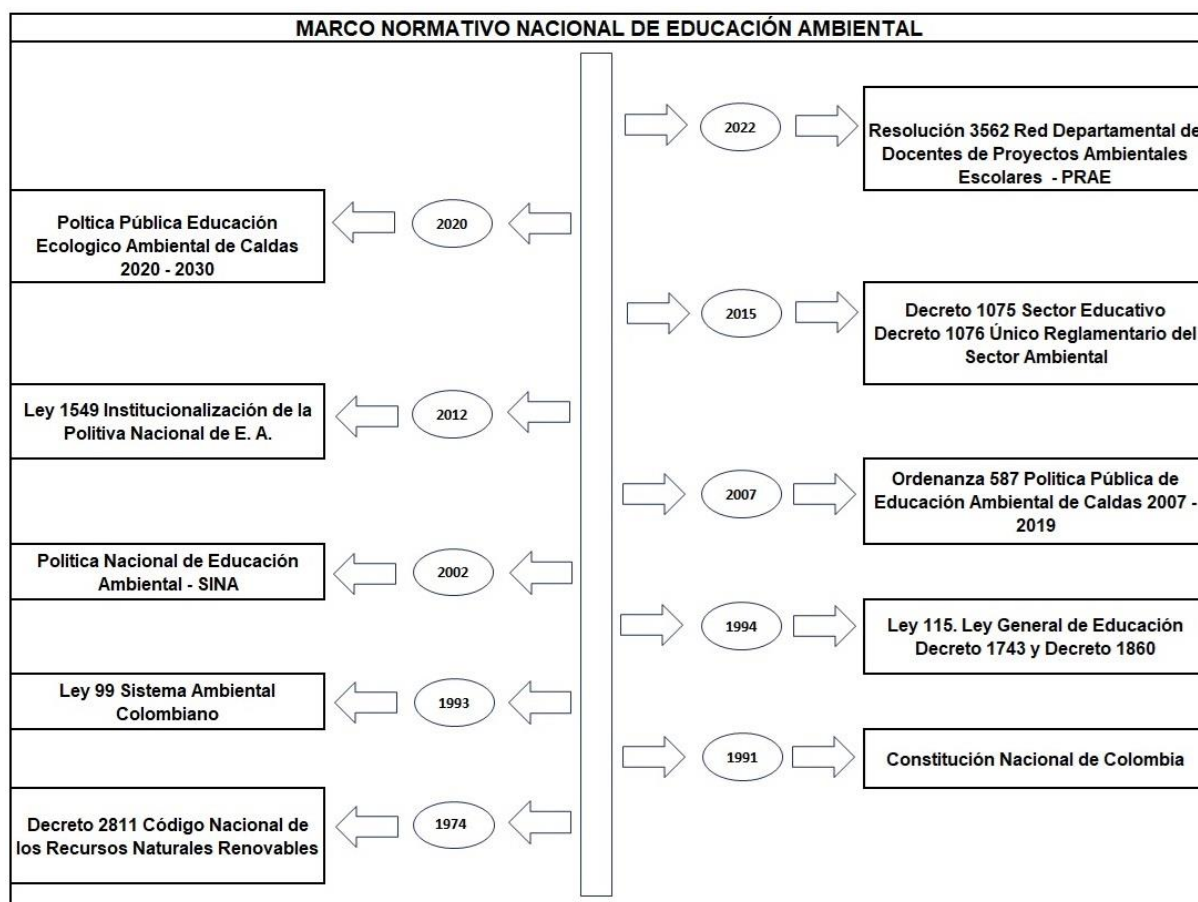 MARCO NORMATIVO NACIONAL DE EDUCACIÓN AMBIENTAL
2022
Resolución 3562 Red Departamental de
Docentes de Proyectos Ambientales
Escolares - PRAE
Poltica Pública Educación
Ecologico Ambiental de Caldas
2020 - 2030
2020
2015
Decreto 1075 Sector Educativo
Decreto 1076 Único Reglamentario del
Sector Ambiental
Ley 1549 Institucionalización de la
Politiva Nacional de E. A.
2012
2007
Ordenanza 587 Politica Pública de
Educación Ambiental de Caldas 2007 -
2019
Politica Nacional de Educación
Ambiental - SINA
2002
1994
Ley 115. Ley General de Educación
Decreto 1743 y Decreto 1860
Ley 99 Sistema Ambiental
Colombiano
1993
1991
Constitución Nacional de Colombia
Decreto 2811 Código Nacional de
los Recursos Naturales Renovables
1974